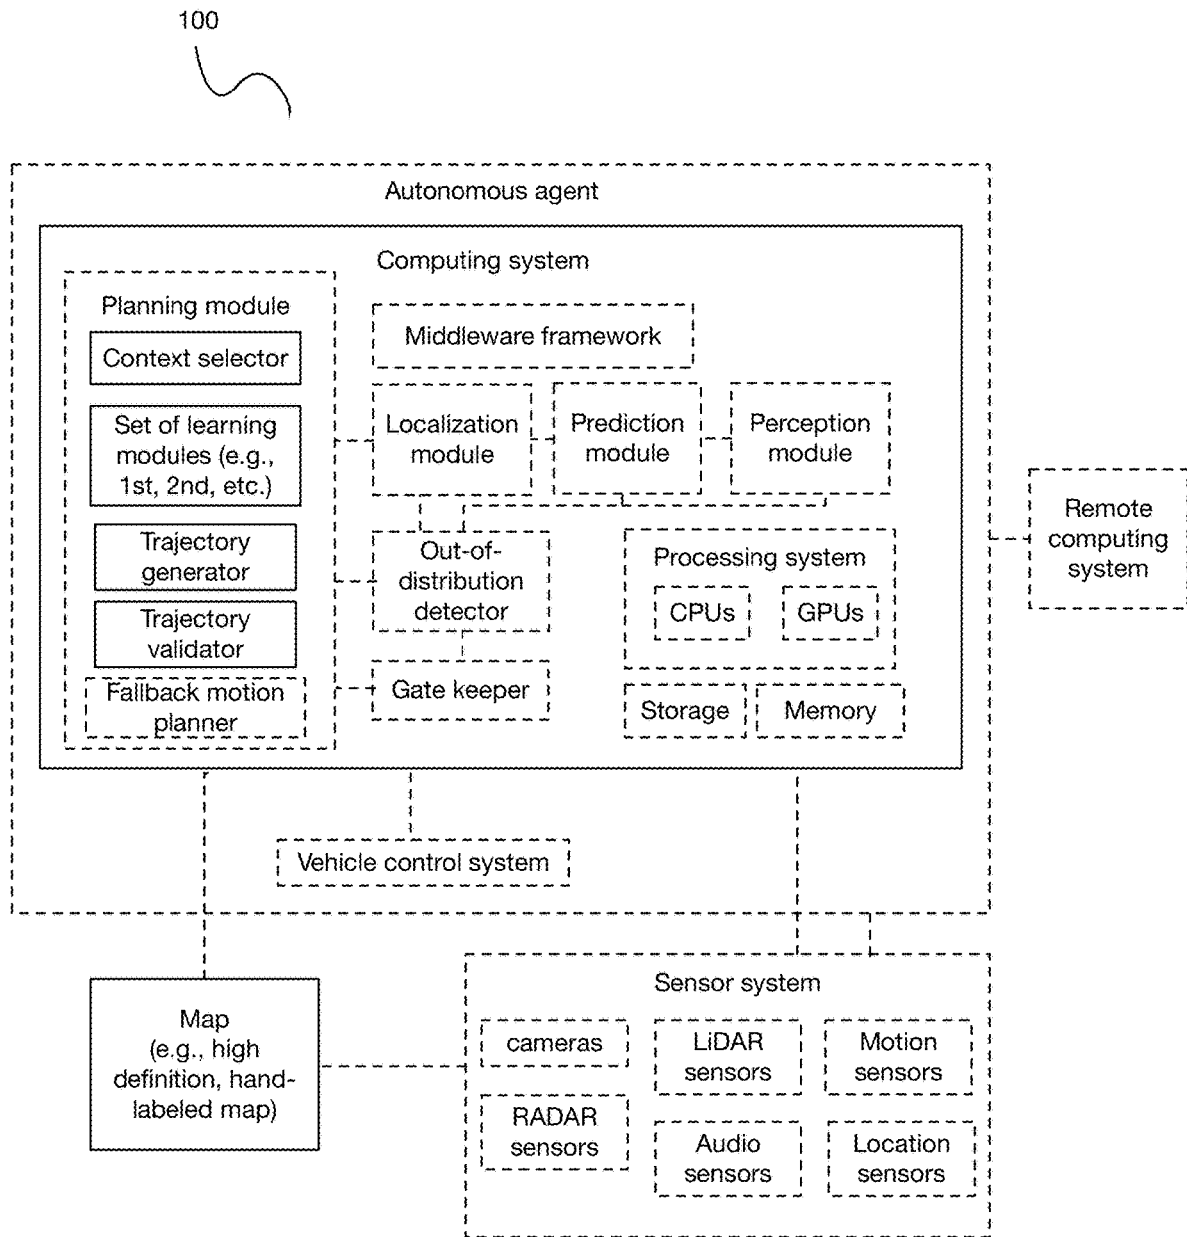 100
Autonomous agent
Computing system
Planning module
Context selector
Set of learning
modules (e.g.,
1st, 2nd, etc.)
Trajectory
generator
Trajectory
validator
Fallback motion
planner
Middleware framework
Localization
module
Prediction
module
Perception
module
Out-of-
distribution
detector
Gate keeper
Processing system
CPUs
GPUs
Storage
Memory
Remote
computing
system
Vehicle control system
Map
(e.g., high
definition, hand-
labeled map)
Sensor system
cameras
LiDAR
sensors
Motion
sensors
RADAR
sensors
Audio
sensors
Location
sensors